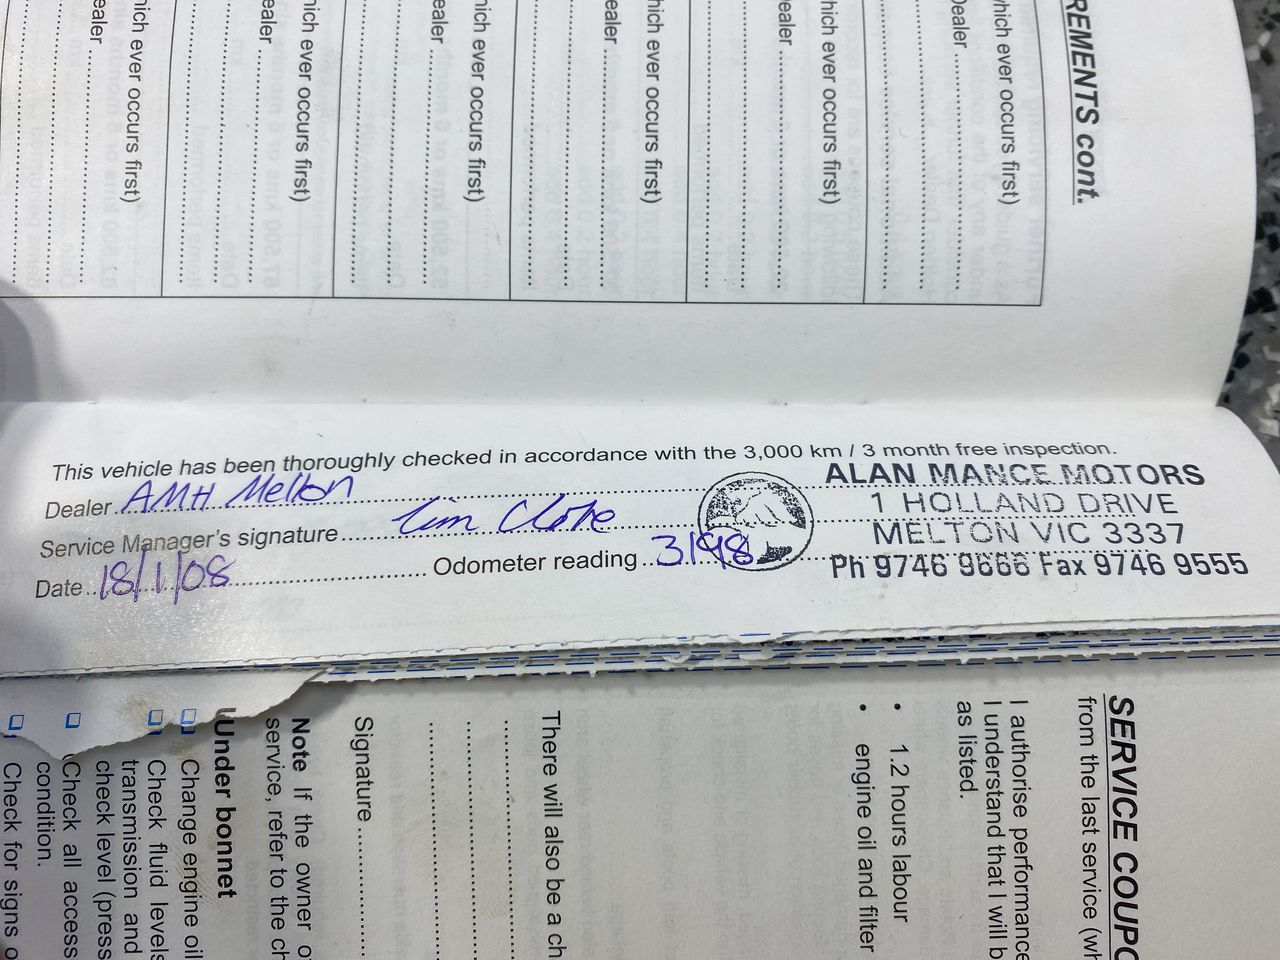 REMENTS cont.
which ever occurs first)
Dealer
hich ever occurs first)
Dealer
hich ever occurs first)
ealer
hich ever occurs first)
ealer
hich ever occurs first)
ealer
hich ever occurs first)
ealer
This vehicle has been thoroughly checked in accordance with the 3,000 km / 3 month free inspection.
Dealer AMH Melton
Service Manager's signature
Date 18/1/08 Odometer reading 3198
ALAN MANCE MOTORS
1 HOLLAND DRIVE
MELTON VIC 3337
Ph 9746 9666 Fax 9746 9555
SERVICE COUPO
from the last service (wh
I authorise performance
I understand that I will b
as listed.
• 1.2 hours labour
• engine oil and filter
There will also be a ch
Signature
Note If the owner o
service, refer to the ch
Under bonnet
Change engine oil
Check fluid levels
transmission and
check level (press
Check all access
condition.
Check for signs o